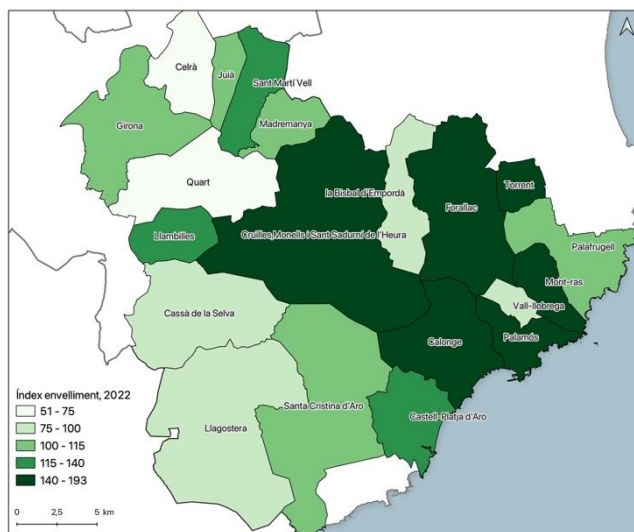 Celrà
Juià
Sant Martí Vell
Girona
Madremanya
Quart
la Bisbal d'Empordà
Forallac
Torrent
Llambilles
Cruïlles, Monells i Sant Sadurní de l'Heura
Palafrugell
Mont-ras
Cassà de la Selva
Vall-llobrega
Calonge
Palamós
Índex envelliment, 2022
51 - 75
75 - 100
100 - 115
115 - 140
140 - 193
Santa Cristina d'Aro
Castell-Platja d'Aro
Llagostera
0 2,5 5 km